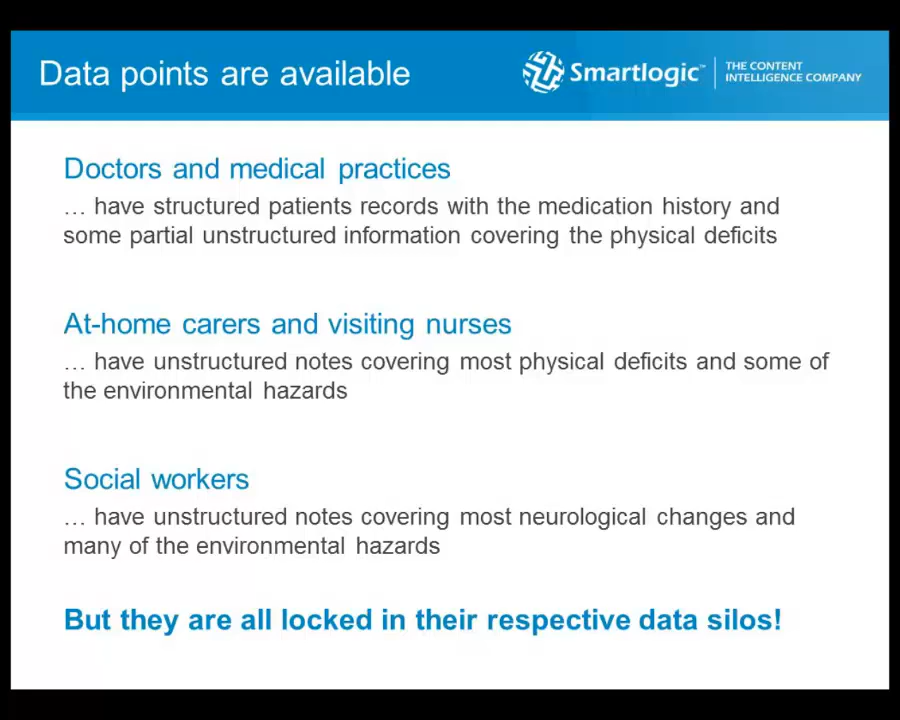 Data points are available
Smartlogic™
THE CONTENT
INTELLIGENCE COMPANY
Doctors and medical practices
… have structured patients records with the medication history and
some partial unstructured information covering the physical deficits
At-home carers and visiting nurses
… have unstructured notes covering most physical deficits and some of
the environmental hazards
Social workers
… have unstructured notes covering most neurological changes and
many of the environmental hazards
But they are all locked in their respective data silos!